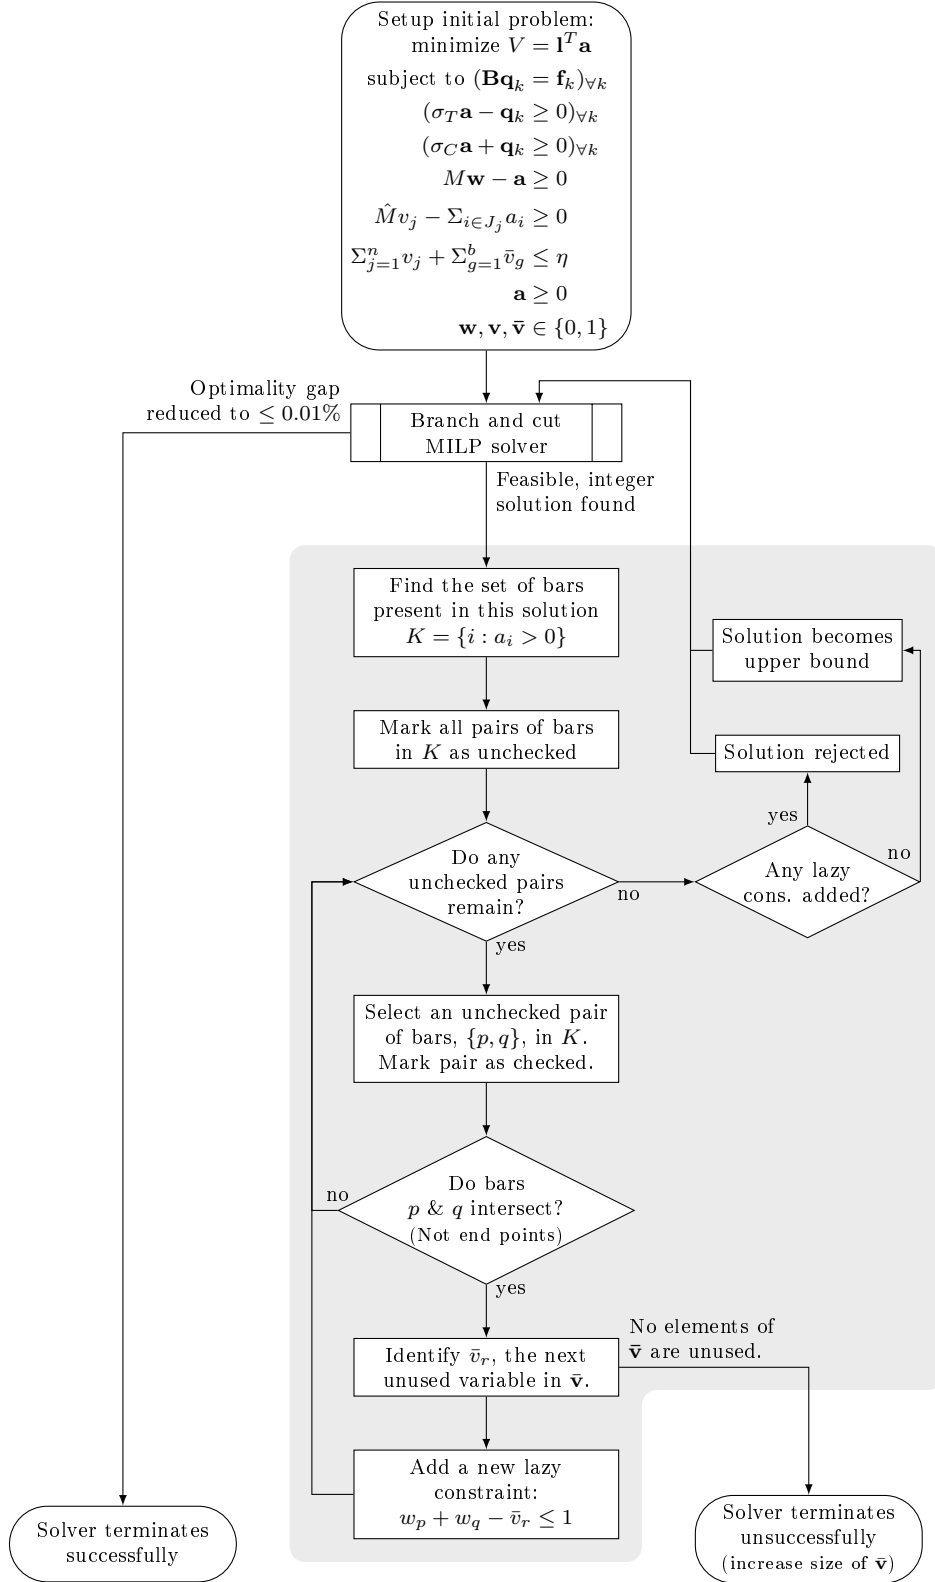 Setup initial problem:
minimize V = l^T a
subject to (Bq_k = f_k)_∀k
(σ_T a − q_k ≥ 0)_∀k
(σ_C a + q_k ≥ 0)_∀k
Mw − a ≥ 0
M̂v_j − Σ_{i∈J_j} a_i ≥ 0
Σ^n_{j=1} v_j + Σ^b_{g=1} v̄_g ≤ η
a ≥ 0
w, v, v̄ ∈ {0, 1}
Optimality gap
reduced to ≤ 0.01%
Branch and cut
MILP solver
Feasible, integer
solution found
Find the set of bars
present in this solution
K = {i : a_i > 0}
Solution becomes
upper bound
Mark all pairs of bars
in K as unchecked
Solution rejected
yes
Do any
unchecked pairs
remain?
no
Any lazy
cons. added?
no
yes
Select an unchecked pair
of bars, {p, q}, in K.
Mark pair as checked.
Do bars
p & q intersect?
(Not end points)
no
yes
Identify v̄_r, the next
unused variable in v̄.
No elements of
v̄ are unused.
Add a new lazy
constraint:
w_p + w_q − v̄_r ≤ 1
Solver terminates
successfully
Solver terminates
unsuccessfully
(increase size of v̄)